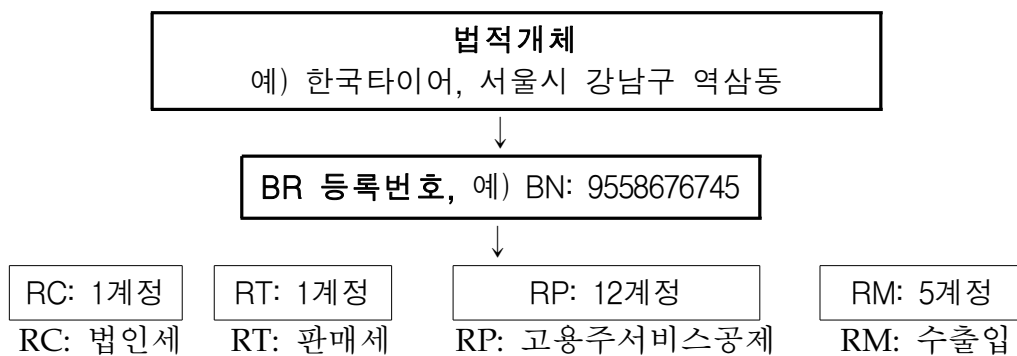 법적개체
예) 한국타이어, 서울시 강남구 역삼동
↓
BR 등록번호, 예) BN: 9558676745
↓
RC: 1계정 RT: 1계정 RP: 12계정 RM: 5계정
RC: 법인세 RT: 판매세 RP: 고용주서비스공제 RM: 수출입